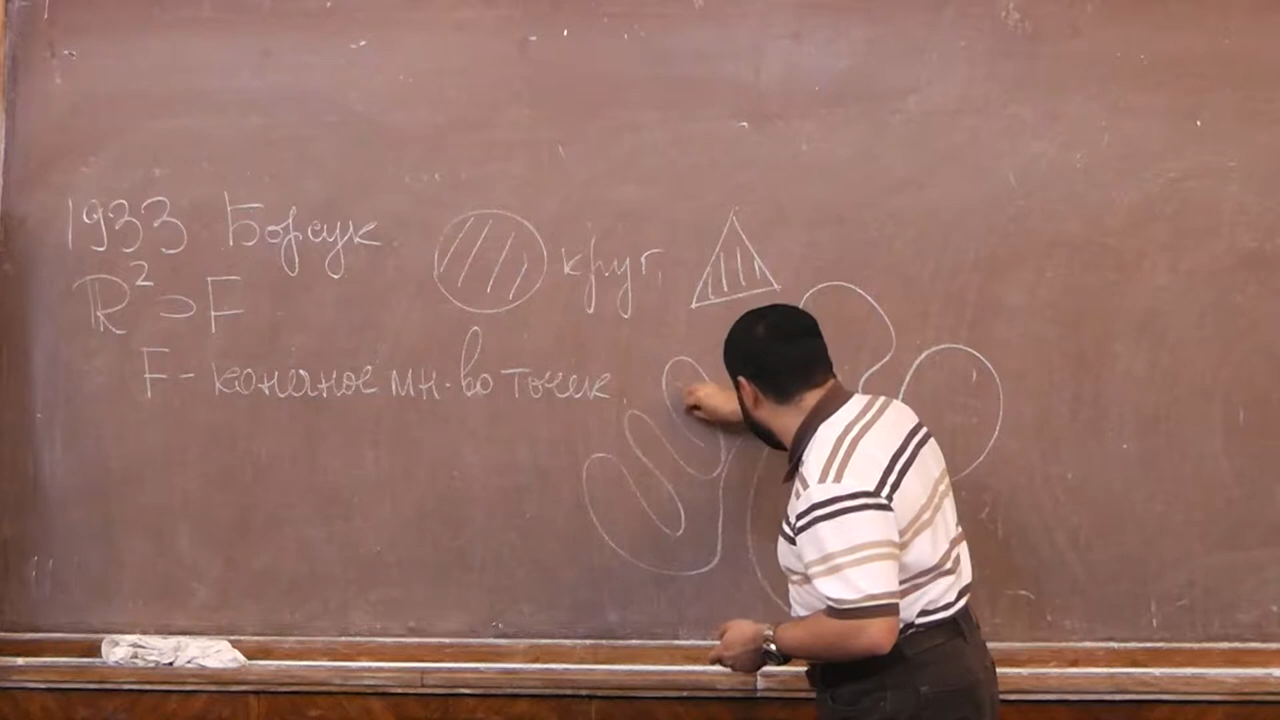 1933 Борсук
круг,
ℝ² ⊃ F
F - конечное мн-во точек